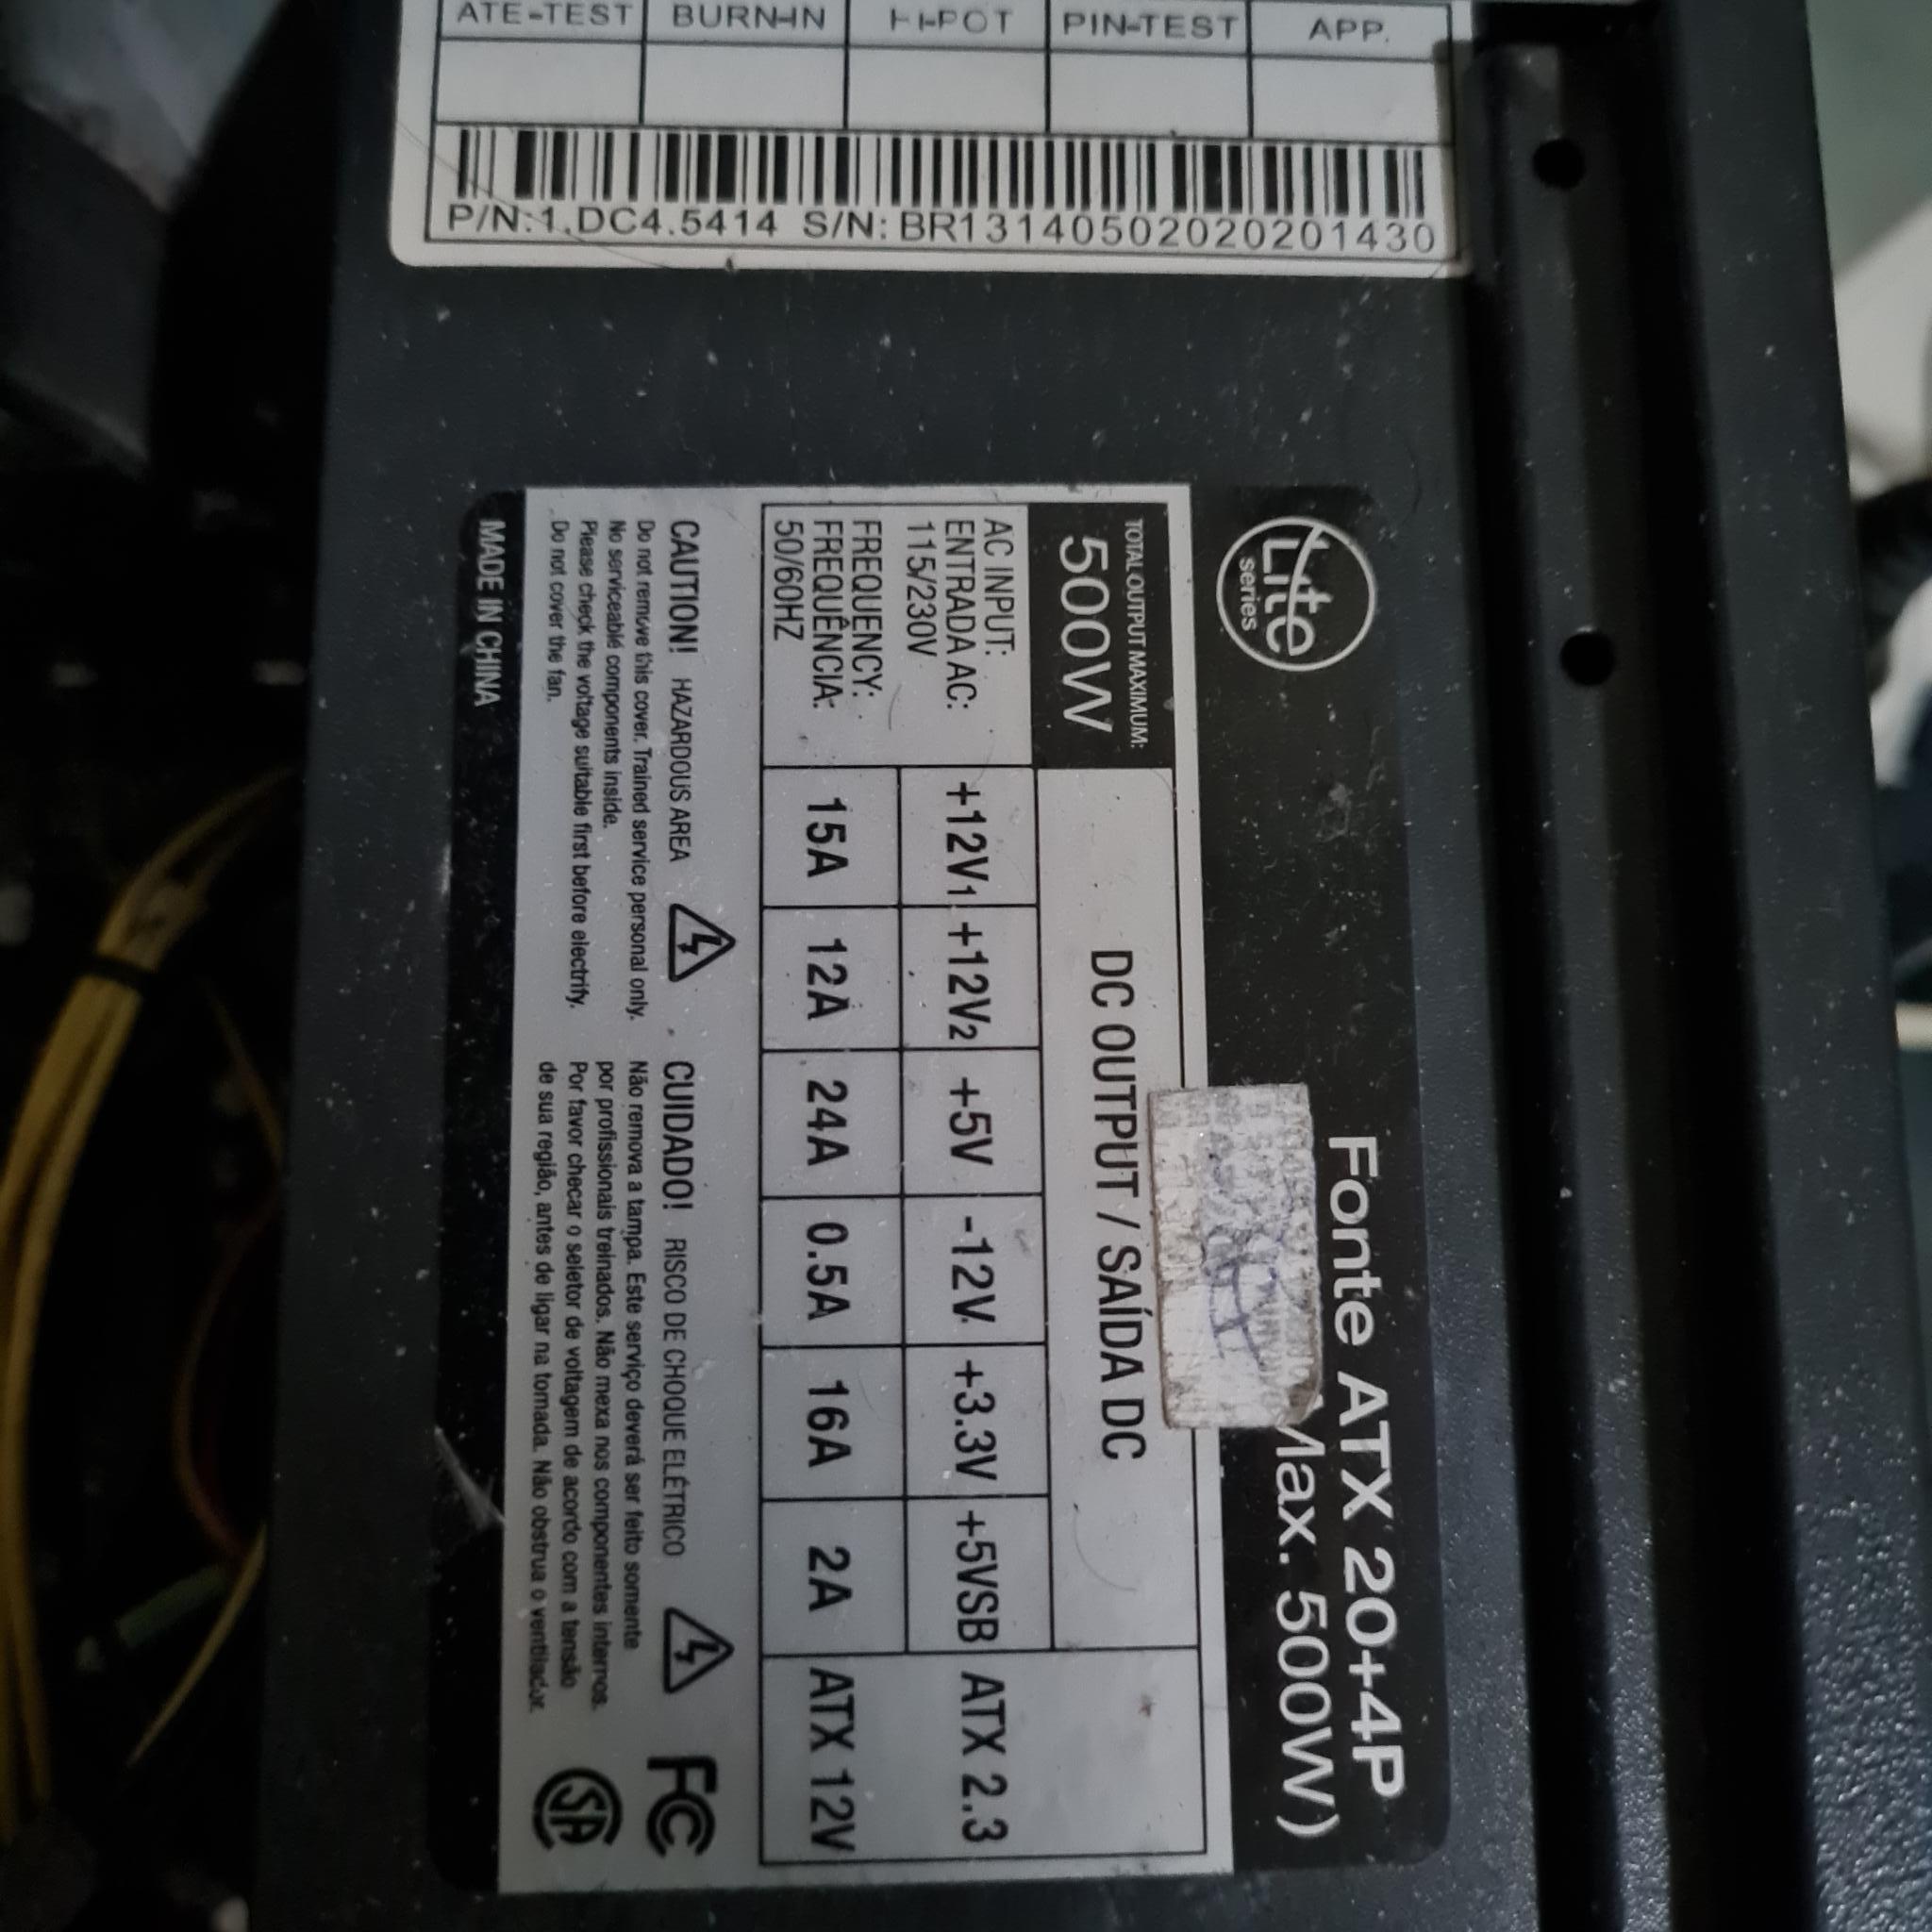 ATE-TEST BURN-IN HI-POT PIN-TEST APP.
P/N:1.DC4.5414 S/N:BR13140502020201430
Lite
series
Fonte ATX 20+4P
Max. 500W)
TOTAL OUTPUT MAXIMUM:
500W
DC OUTPUT / SAÍDA DC
AC INPUT:
ENTRADA AC:
115/230V
FREQUENCY:
FREQUÊNCIA:
50/60HZ
+12V1 +12V2 +5V -12V +3.3V +5VSB ATX 2.3
15A 12A 24A 0.5A 16A 2A ATX 12V
CAUTION! HAZARDOUS AREA
Do not remove this cover. Trained service personal only.
No serviceable components inside.
Please check the voltage suitable first before electrify.
Do not cover the fan.
CUIDADO! RISCO DE CHOQUE ELÉTRICO
Não remova a tampa. Este serviço deverá ser feito somente
por profissionais treinados. Não mexa nos componentes internos.
Por favor checar o seletor de voltagem de acordo com a tensão
de sua região, antes de ligar na tomada. Não obstrua o ventilador.
FC
SA
MADE IN CHINA